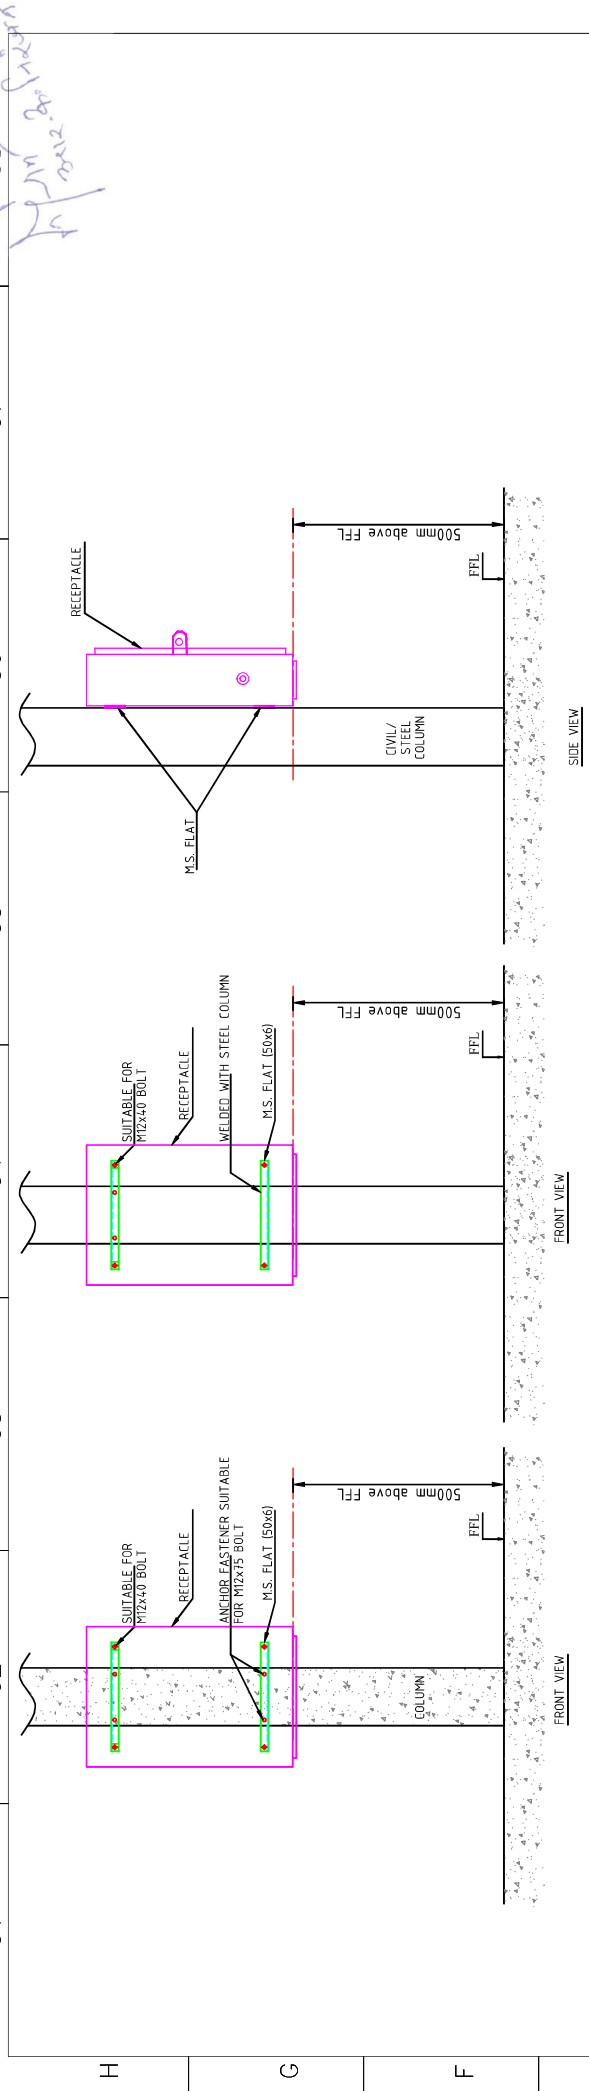 SUITABLE FOR
M12x40 BOLT
RECEPTACLE
ANCHOR FASTENER SUITABLE
FOR M12x75 BOLT
M.S. FLAT (50x6)
500mm above FFL
FFL
COLUMN
FRONT VIEW
SUITABLE FOR
M12x40 BOLT
RECEPTACLE
WELDED WITH STEEL COLUMN
M.S. FLAT (50x6)
500mm above FFL
FFL
FRONT VIEW
RECEPTACLE
M.S. FLAT
500mm above FFL
FFL
CIVIL/
STEEL
COLUMN
SIDE VIEW
H
G
F